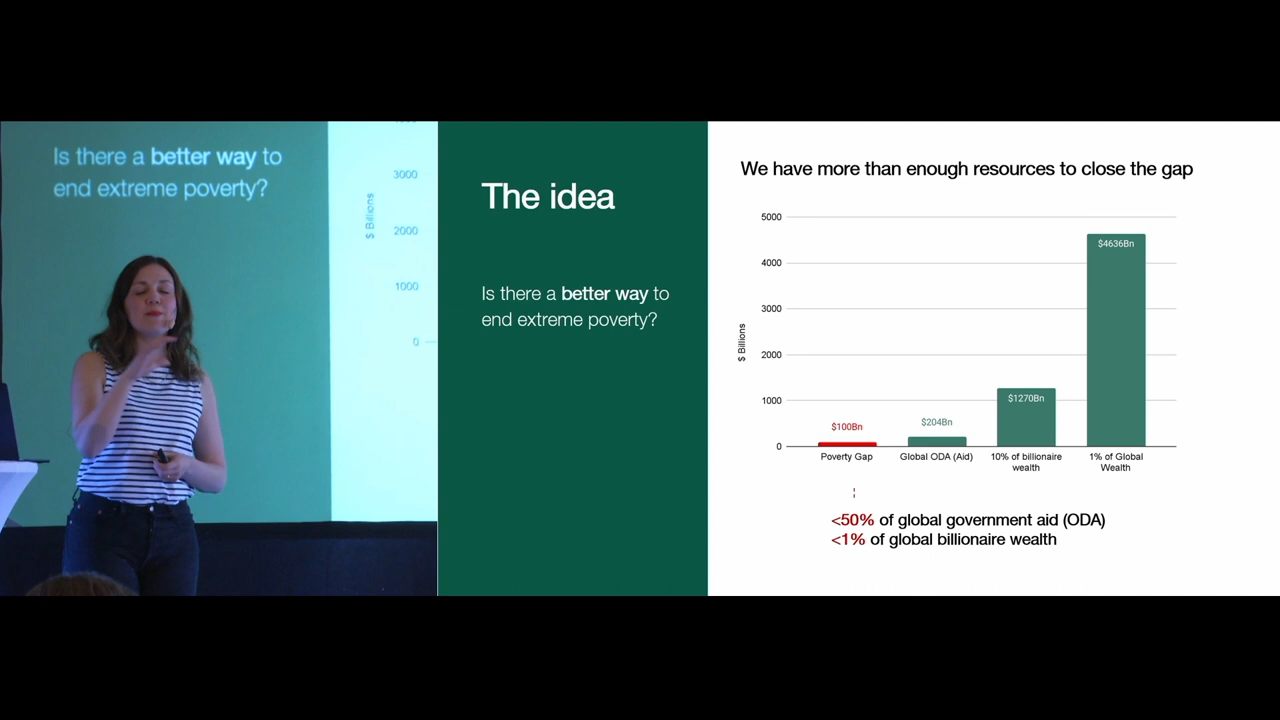 Is there a better way to
end extreme poverty?
3000
2000
1000
0
$ Billions
The idea
Is there a better way to
end extreme poverty?
We have more than enough resources to close the gap
5000
4000
3000
2000
1000
0
$ Billions
$100Bn
$204Bn
$1270Bn
$4636Bn
Poverty Gap
Global ODA (Aid)
10% of billionaire
wealth
1% of Global
Wealth
<50% of global government aid (ODA)
<1% of global billionaire wealth